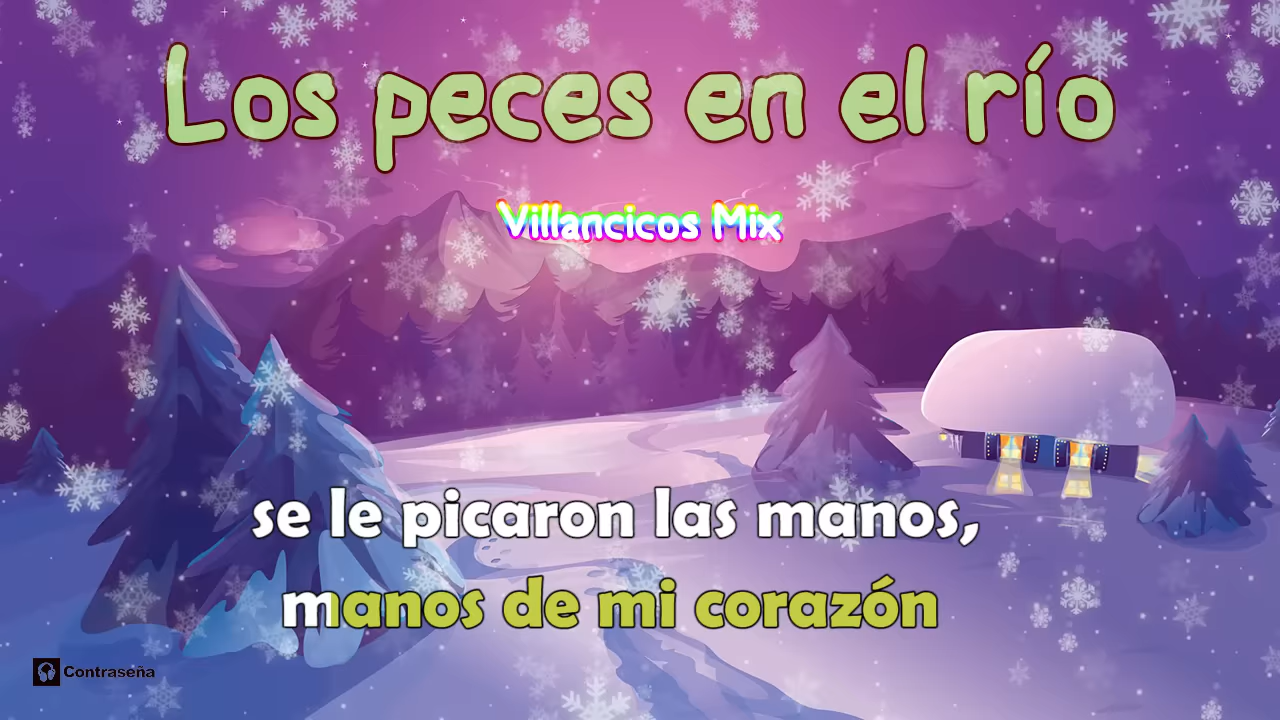 Los peces en el río
Villancicos Mix
se le picaron las manos,
manos de mi corazón
Contraseña